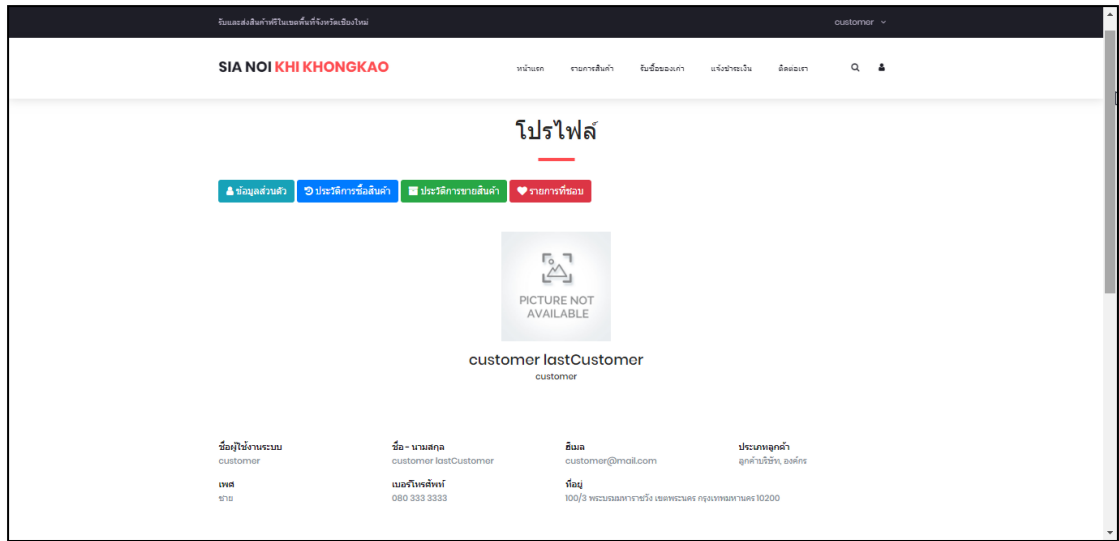 รับและส่งสินค้าฟรีในเขตพื้นที่จังหวัดเชียงใหม่ customer
SIA NOI KHI KHONGKAO หน้าแรก รายการสินค้า รับซื้อของเก่า แจ้งชำระเงิน ติดต่อเรา
โปรไฟล์
ข้อมูลส่วนตัว ประวัติการซื้อสินค้า ประวัติการขายสินค้า รายการที่ชอบ
PICTURE NOT
AVAILABLE
customer lastCustomer
customer
ชื่อผู้ใช้งานระบบ ชื่อ - นามสกุล อีเมล ประเภทลูกค้า
customer customer lastCustomer customer@mail.com ลูกค้าบริษัท, องค์กร
เพศ เบอร์โทรศัพท์ ที่อยู่
ชาย 080 333 3333 100/3 พระบรมมหาราชวัง เขตพระนคร กรุงเทพมหานคร 10200